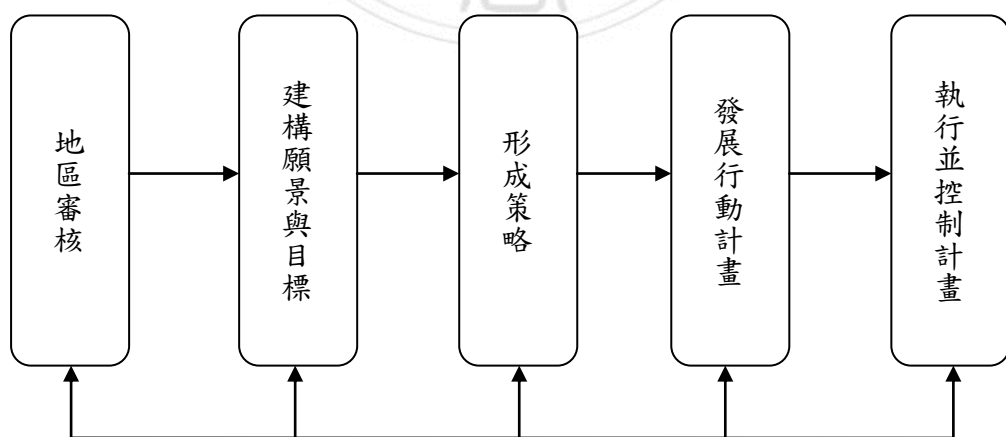 地區審核
建構願景與目標
形成策略
發展行動計畫
執行並控制計畫